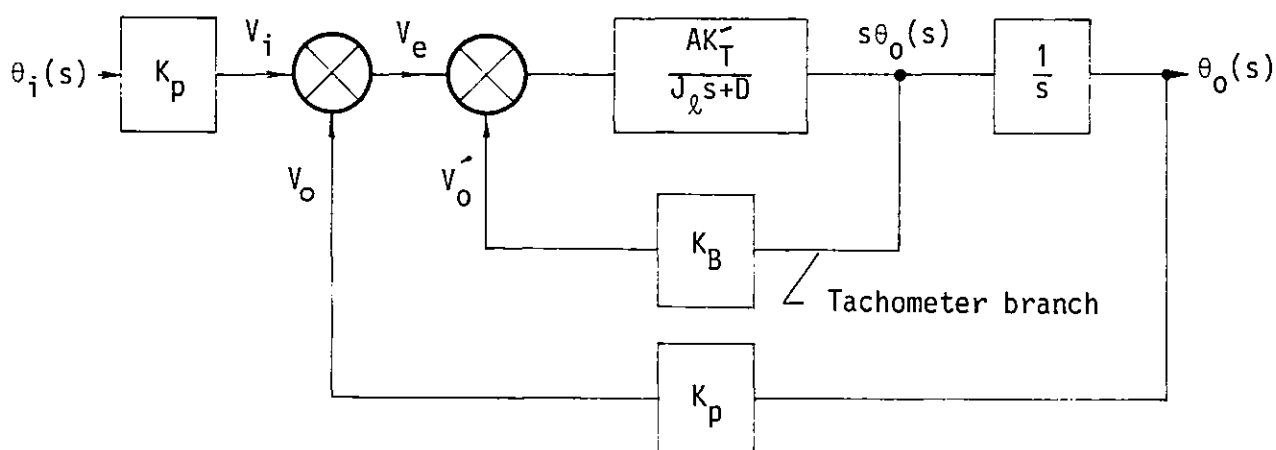 θi(s)
Kp
Vi
Ve
AK´T
Jℓs+D
sθo(s)
1
s
θo(s)
Vo
V´o
KB
Tachometer branch
Kp